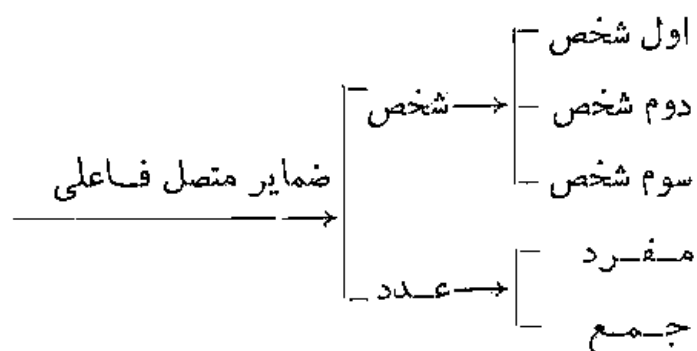 ضمایر متصل فاعلی
شخص
اول شخص
دوم شخص
سوم شخص
عدد
مفرد
جمع